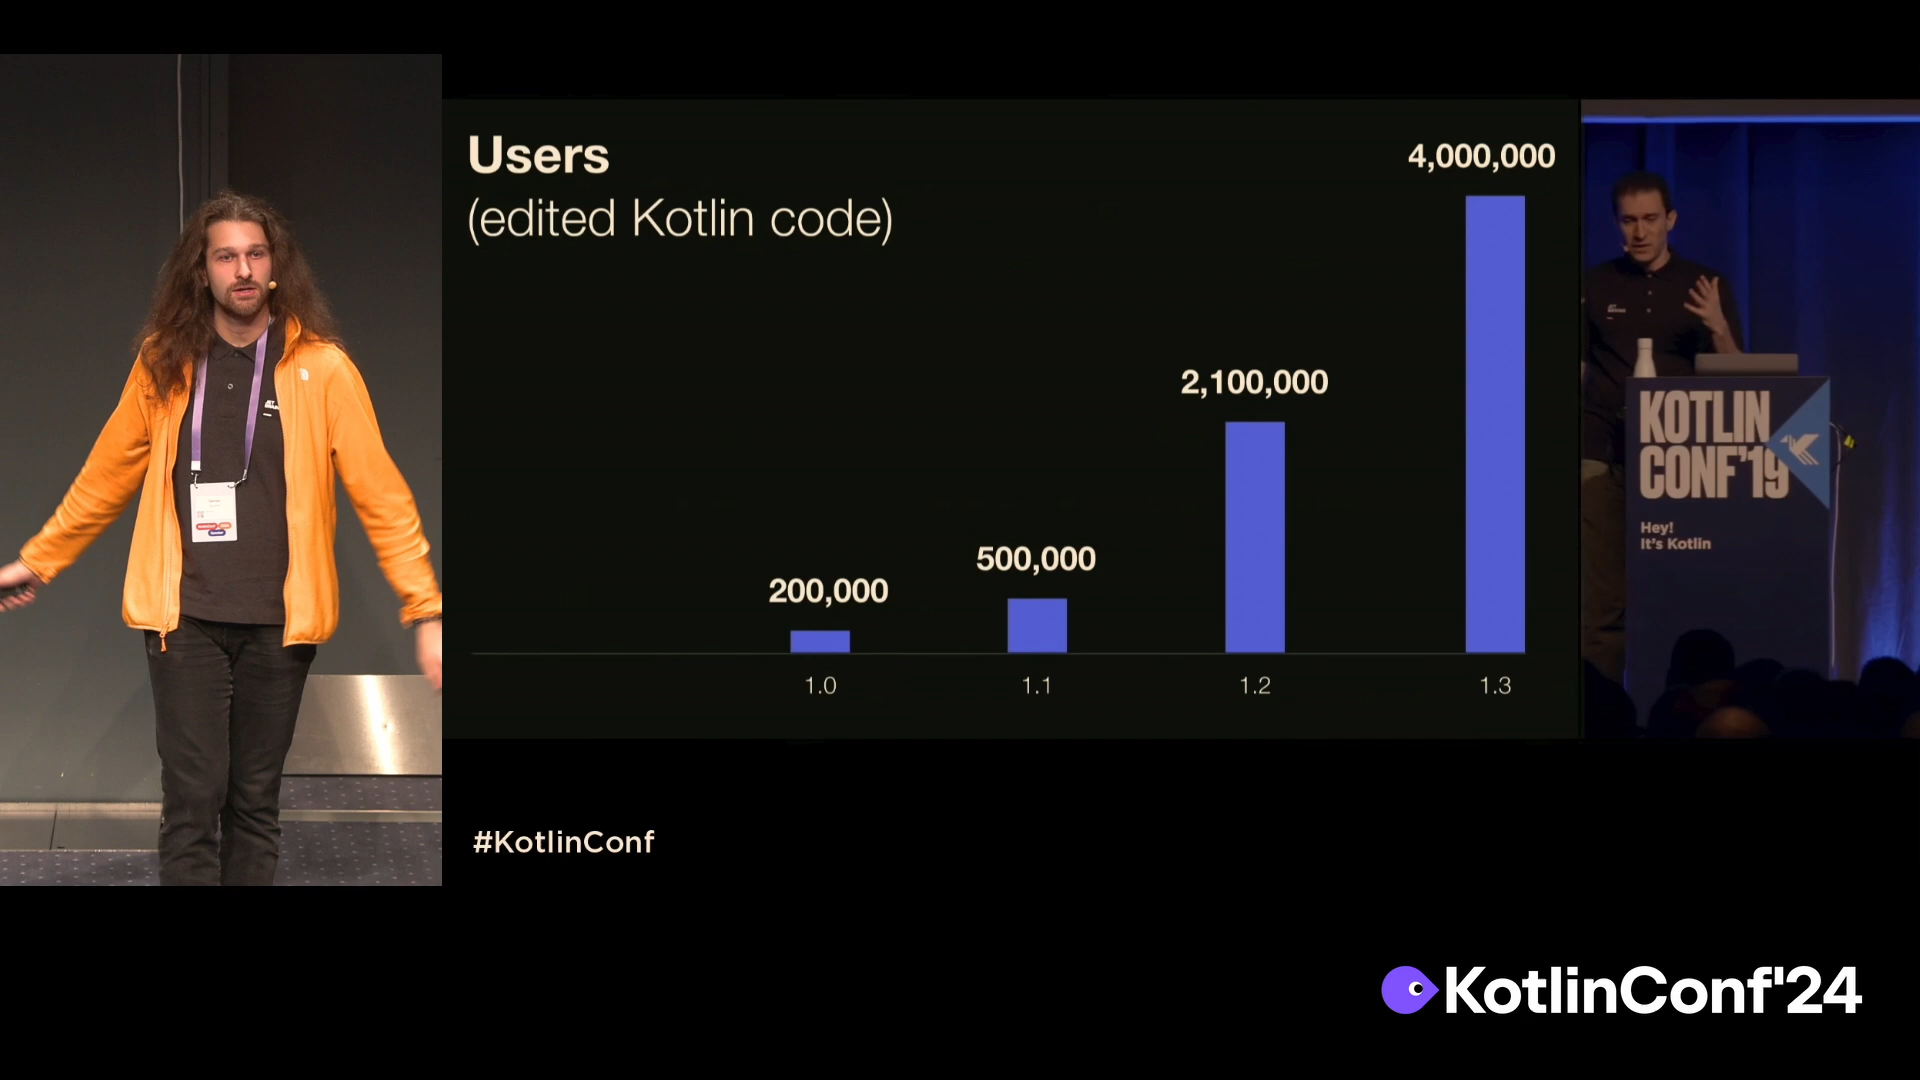 Users
(edited Kotlin code)
4,000,000
2,100,000
500,000
200,000
1.0 1.1 1.2 1.3
KOTLIN
CONF'19
Hey!
It's Kotlin
#KotlinConf
KotlinConf'24